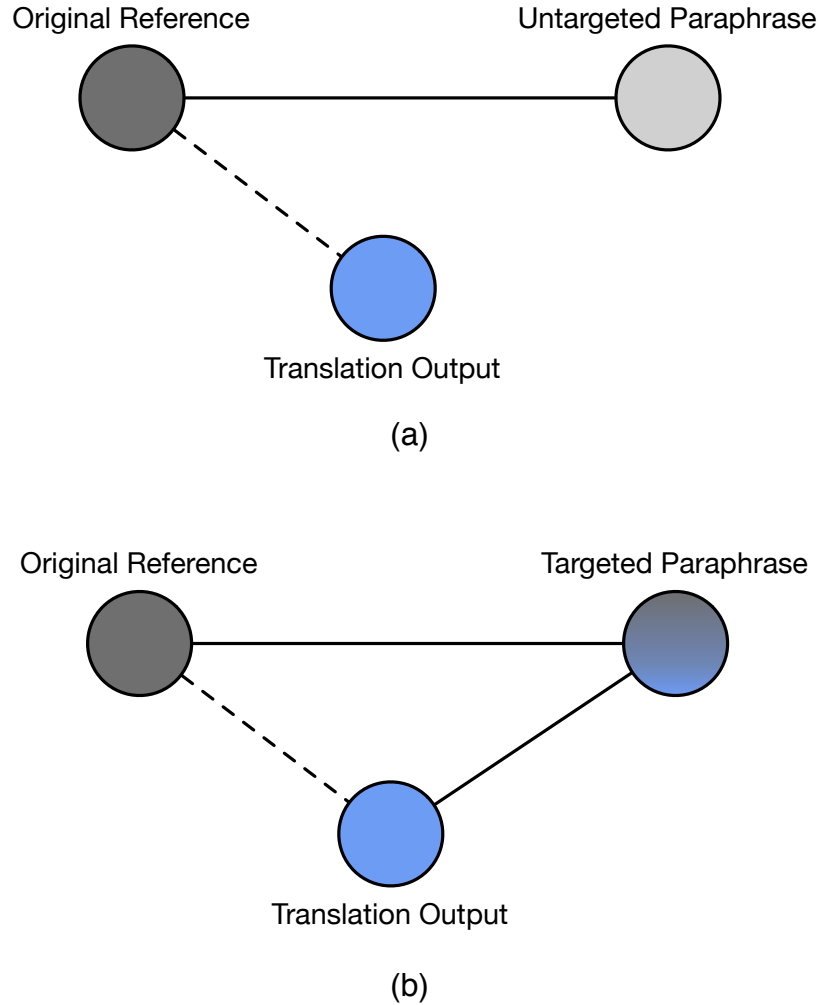 Original Reference
Untargeted Paraphrase
Translation Output
(a)
Original Reference
Targeted Paraphrase
Translation Output
(b)